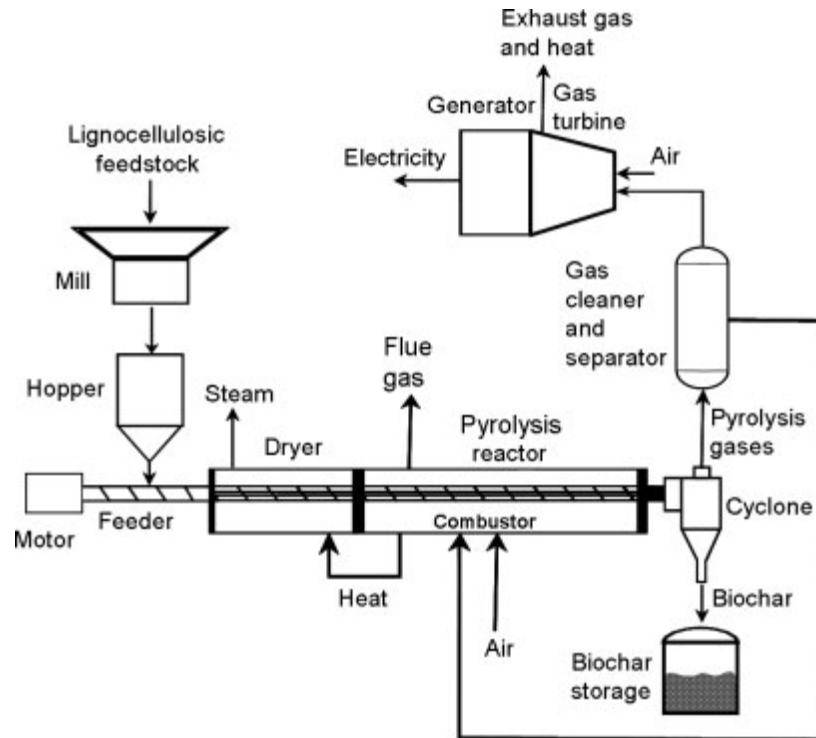 Exhaust gas
and heat
Generator
Gas
turbine
Lignocellulosic
feedstock
Electricity
Air
Mill
Gas
cleaner
and
separator
Flue
gas
Hopper
Steam
Dryer
Pyrolysis
reactor
Pyrolysis
gases
Motor
Feeder
Combustor
Cyclone
Heat
Air
Biochar
Biochar
storage